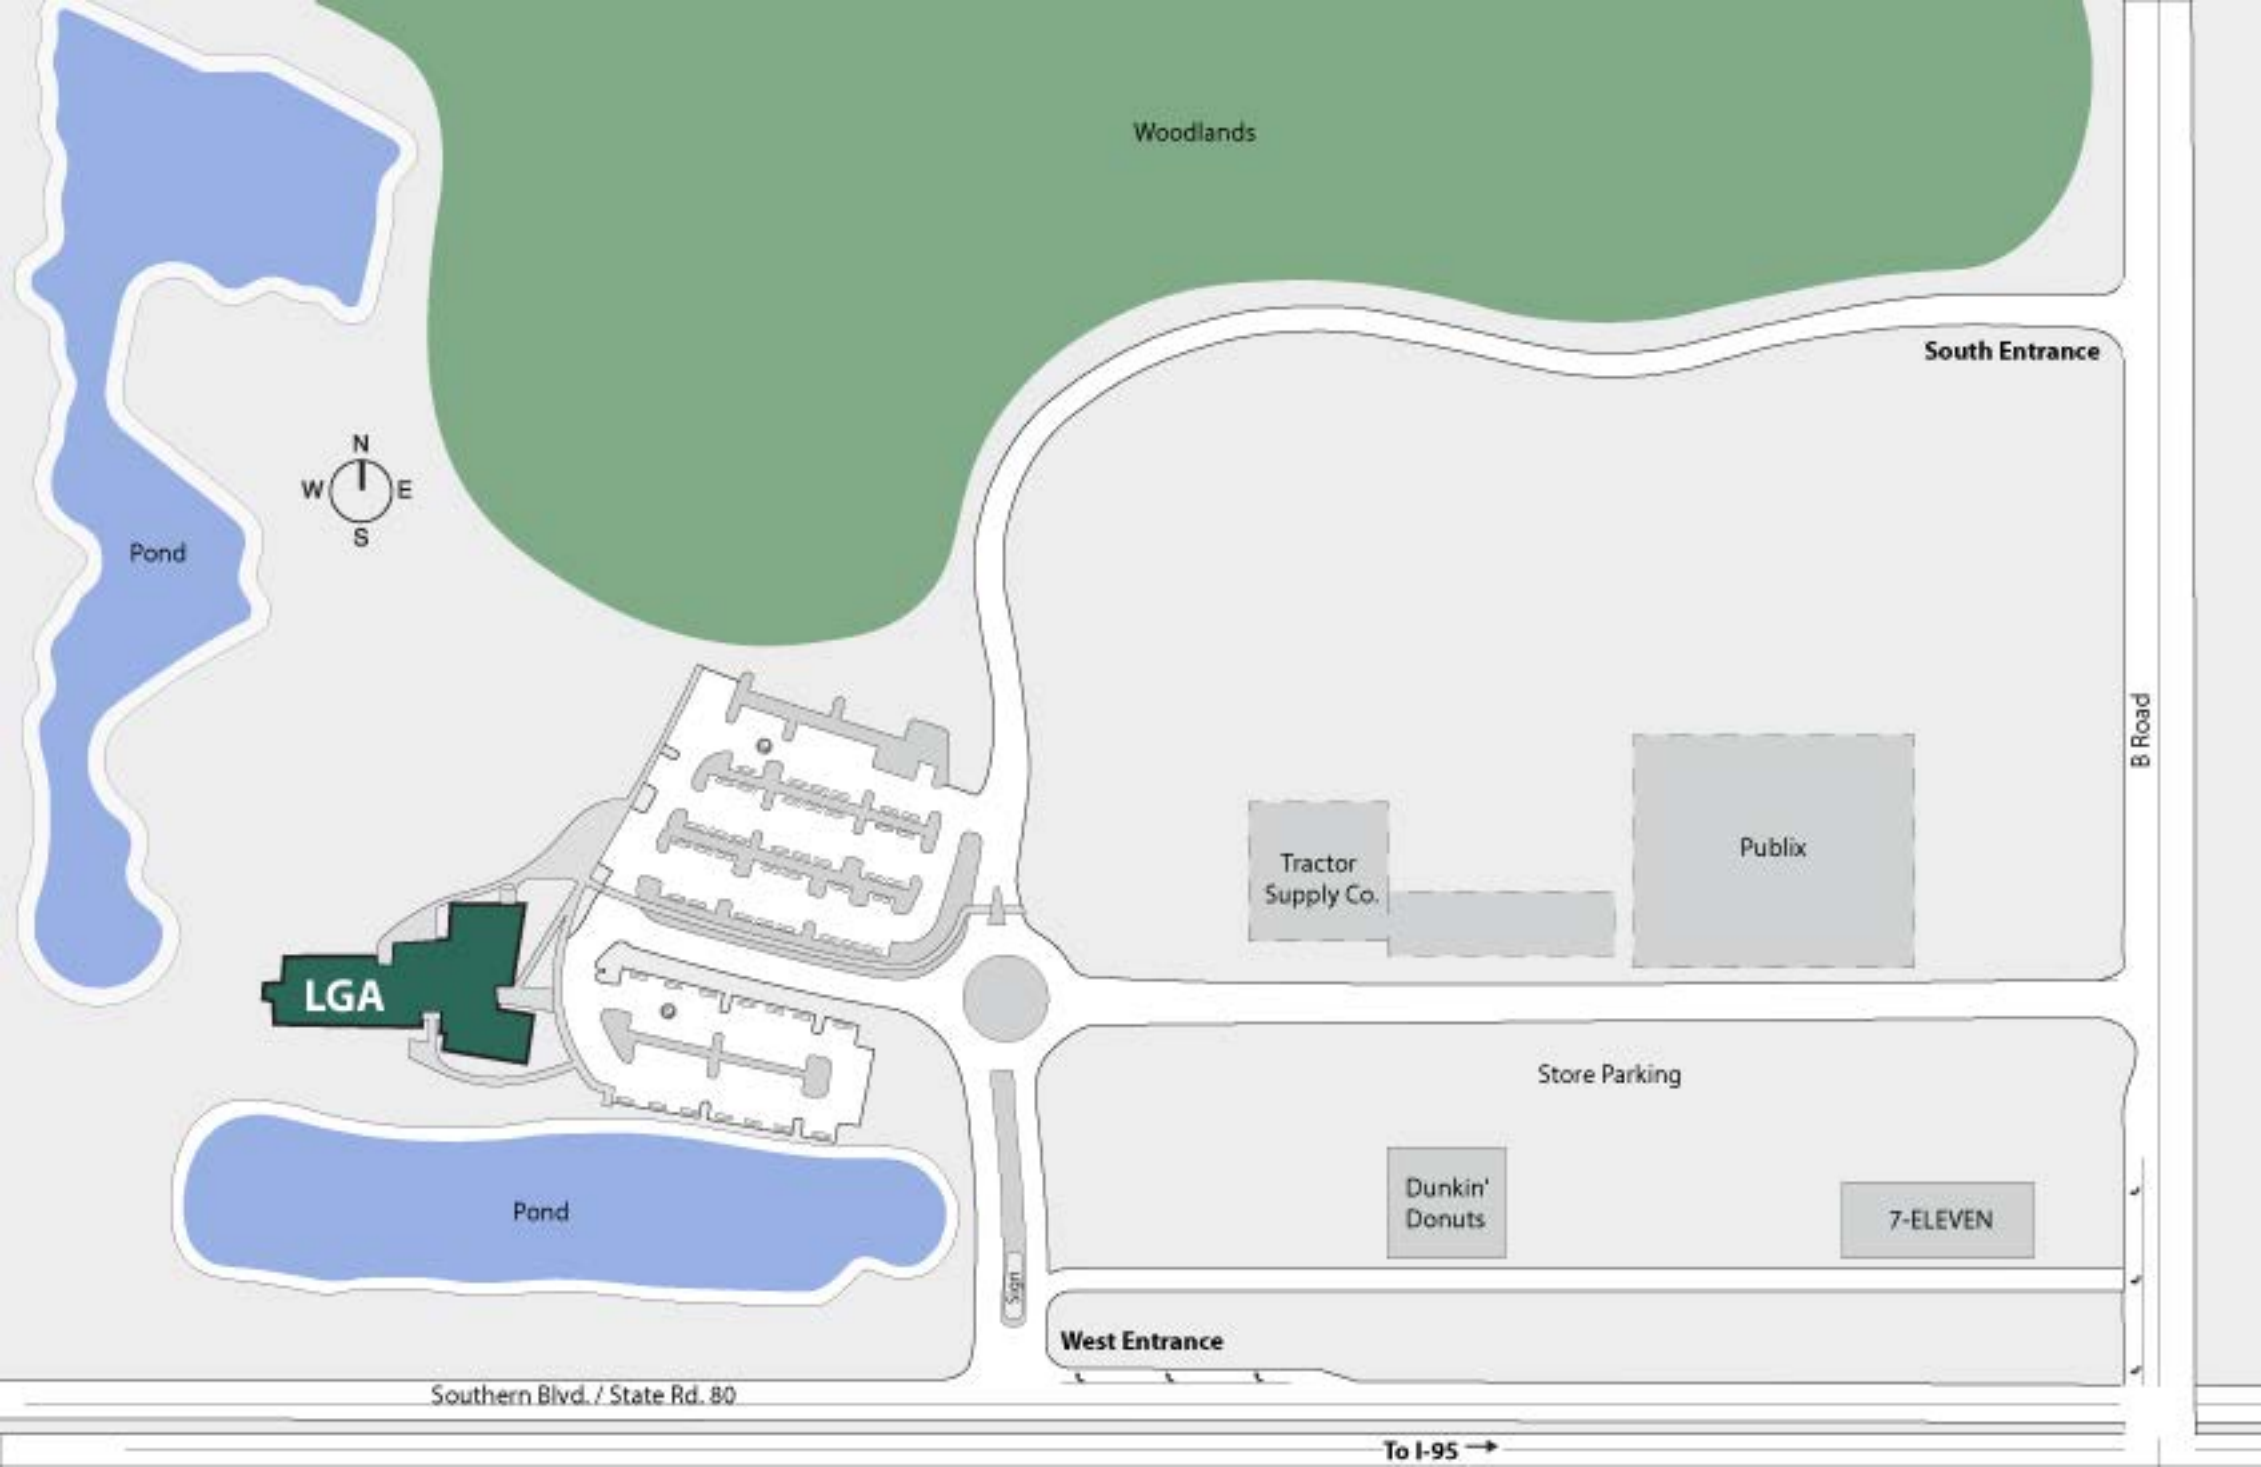 Woodlands
South Entrance
N
W E
S
Pond
B Road
Publix
Tractor
Supply Co.
LGA
Store Parking
Dunkin'
Donuts
7-ELEVEN
Pond
Sign
West Entrance
Southern Blvd. / State Rd. 80
To I-95 →